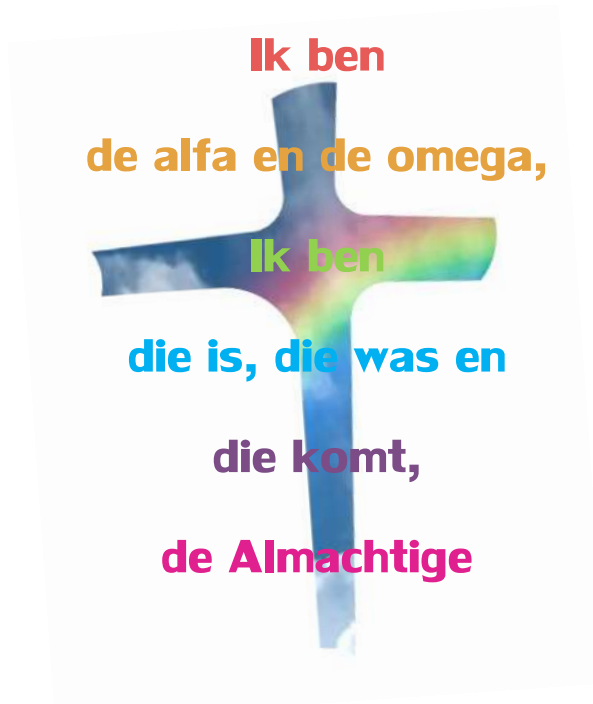 Ik ben
de alfa en de omega,
Ik ben
die is, die was en
die komt,
de Almachtige